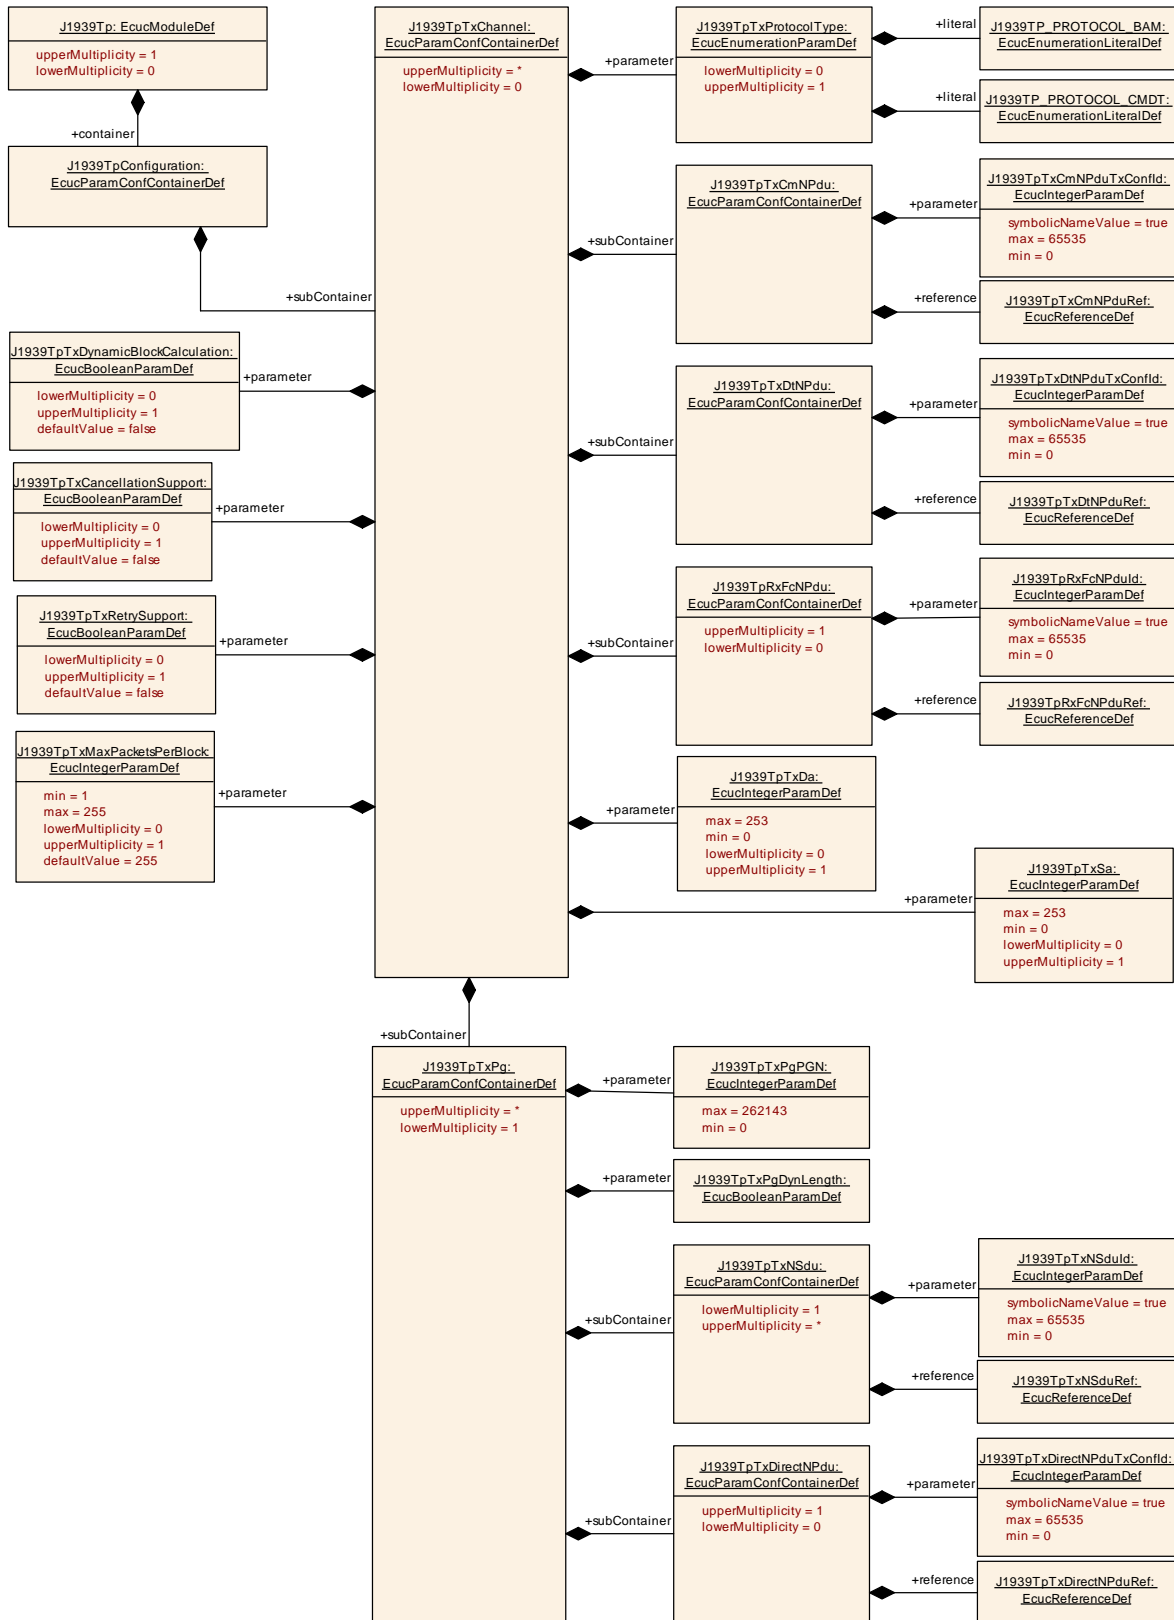 J1939Tp: EcucModuleDef
upperMultiplicity = 1
lowerMultiplicity = 0
+container
J1939TpConfiguration:
EcucParamConfContainerDef
+subContainer
J1939TpTxChannel:
EcucParamConfContainerDef
upperMultiplicity = *
lowerMultiplicity = 0
+parameter
J1939TpTxProtocolType:
EcucEnumerationParamDef
lowerMultiplicity = 0
upperMultiplicity = 1
+literal
J1939TP_PROTOCOL_BAM:
EcucEnumerationLiteralDef
+literal
J1939TP_PROTOCOL_CMDT:
EcucEnumerationLiteralDef
+subContainer
J1939TpTxCmNPdu:
EcucParamConfContainerDef
+parameter
J1939TpTxCmNPduTxConfId:
EcucIntegerParamDef
symbolicNameValue = true
max = 65535
min = 0
+reference
J1939TpTxCmNPduRef:
EcucReferenceDef
J1939TpTxDynamicBlockCalculation:
EcucBooleanParamDef
lowerMultiplicity = 0
upperMultiplicity = 1
defaultValue = false
+parameter
+subContainer
J1939TpTxDtNPdu:
EcucParamConfContainerDef
+parameter
J1939TpTxDtNPduTxConfId:
EcucIntegerParamDef
symbolicNameValue = true
max = 65535
min = 0
+reference
J1939TpTxDtNPduRef:
EcucReferenceDef
J1939TpTxCancellationSupport:
EcucBooleanParamDef
lowerMultiplicity = 0
upperMultiplicity = 1
defaultValue = false
+parameter
+subContainer
J1939TpRxFcNPdu:
EcucParamConfContainerDef
upperMultiplicity = 1
lowerMultiplicity = 0
+parameter
J1939TpRxFcNPduId:
EcucIntegerParamDef
symbolicNameValue = true
max = 65535
min = 0
+reference
J1939TpRxFcNPduRef:
EcucReferenceDef
J1939TpTxRetrySupport:
EcucBooleanParamDef
lowerMultiplicity = 0
upperMultiplicity = 1
defaultValue = false
+parameter
J1939TpTxMaxPacketsPerBlock:
EcucIntegerParamDef
min = 1
max = 255
lowerMultiplicity = 0
upperMultiplicity = 1
defaultValue = 255
+parameter
+parameter
J1939TpTxDa:
EcucIntegerParamDef
max = 253
min = 0
lowerMultiplicity = 0
upperMultiplicity = 1
+parameter
J1939TpTxSa:
EcucIntegerParamDef
max = 253
min = 0
lowerMultiplicity = 0
upperMultiplicity = 1
+subContainer
J1939TpTxPg:
EcucParamConfContainerDef
upperMultiplicity = *
lowerMultiplicity = 1
+parameter
J1939TpTxPgPGN:
EcucIntegerParamDef
max = 262143
min = 0
+parameter
J1939TpTxPgDynLength:
EcucBooleanParamDef
+subContainer
J1939TpTxNSdu:
EcucParamConfContainerDef
lowerMultiplicity = 1
upperMultiplicity = *
+parameter
J1939TpTxNSduId:
EcucIntegerParamDef
symbolicNameValue = true
max = 65535
min = 0
+reference
J1939TpTxNSduRef:
EcucReferenceDef
+subContainer
J1939TpTxDirectNPdu:
EcucParamConfContainerDef
upperMultiplicity = 1
lowerMultiplicity = 0
+parameter
J1939TpTxDirectNPduTxConfId:
EcucIntegerParamDef
symbolicNameValue = true
max = 65535
min = 0
+reference
J1939TpTxDirectNPduRef:
EcucReferenceDef